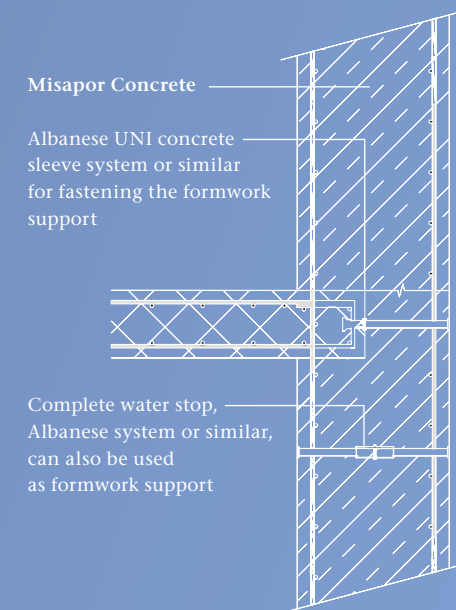 Misapor Concrete
Albanese UNI concrete
sleeve system or similar
for fastening the formwork
support
Complete water stop,
Albanese system or similar,
can also be used
as formwork support